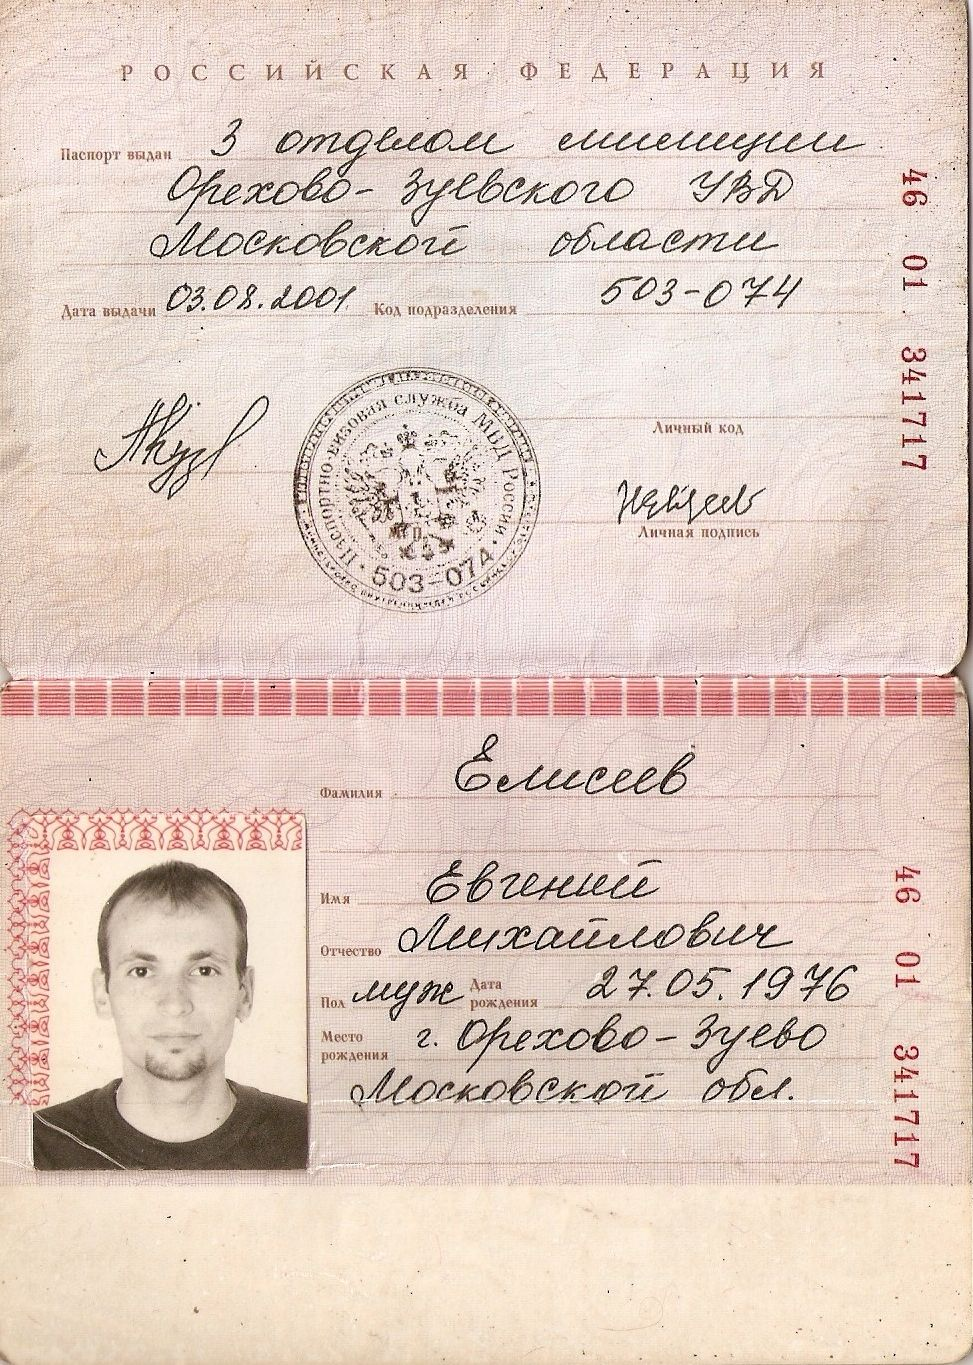 РОССИЙСКАЯ ФЕДЕРАЦИЯ
Паспорт выдан 3 отделом милиции
Орехово-Зуевского УВД
Московской области
Дата выдачи 03.08.2001 Код подразделения 503-074
46 01 341717
Личный код
Личная подпись
Паспортно-визовая служба МВД России
М.П.
503-074
Фамилия Елисеев
Имя Евгений
Отчество Михайлович
Пол муж Дата рождения 27.05.1976
Место рождения г. Орехово-Зуево
Московской обл.
46 01 341717